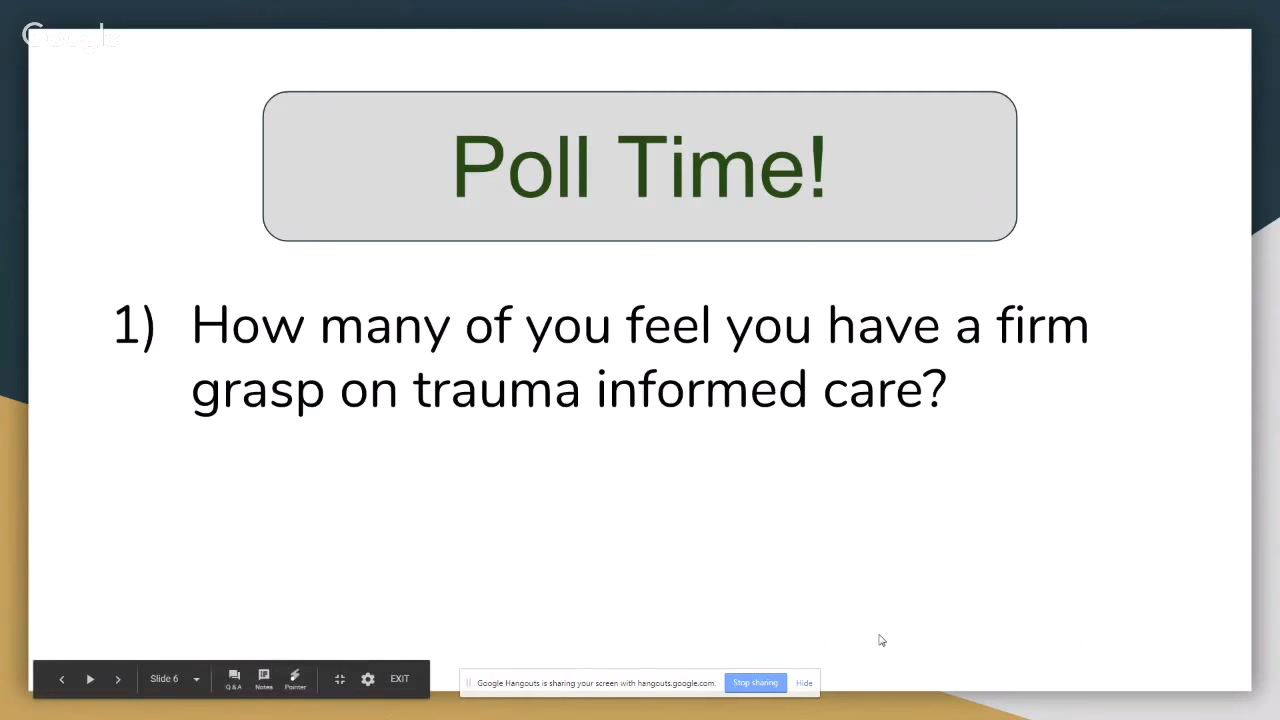 Google
Poll Time!
1) How many of you feel you have a firm
grasp on trauma informed care?
Slide 6
Q&A
Notes
Pointer
EXIT
Google Hangouts is sharing your screen with hangouts.google.com.
Stop sharing
Hide